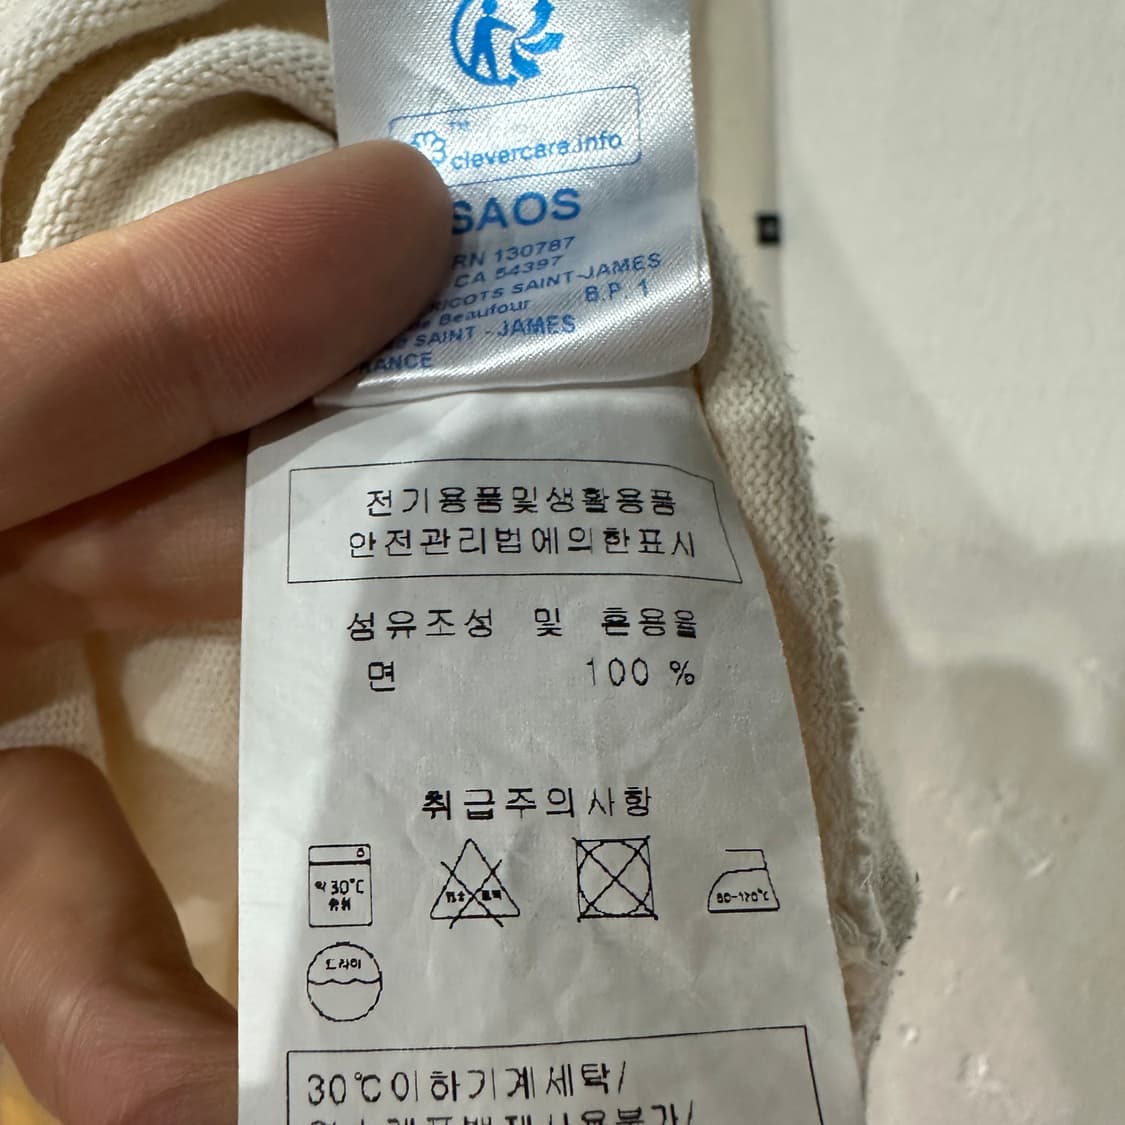 clevercare.info
SAOS
RN 130787
CA 54397
SAINT-JAMES
Beaufour B.P. 1
SAINT - JAMES
전기용품및생활용품
안전관리법에의한표시
섬유조성 및 혼용율
면 100 %
취급주의사항
약 30℃
중성
80-120℃
드라이
30℃이하기계세탁/